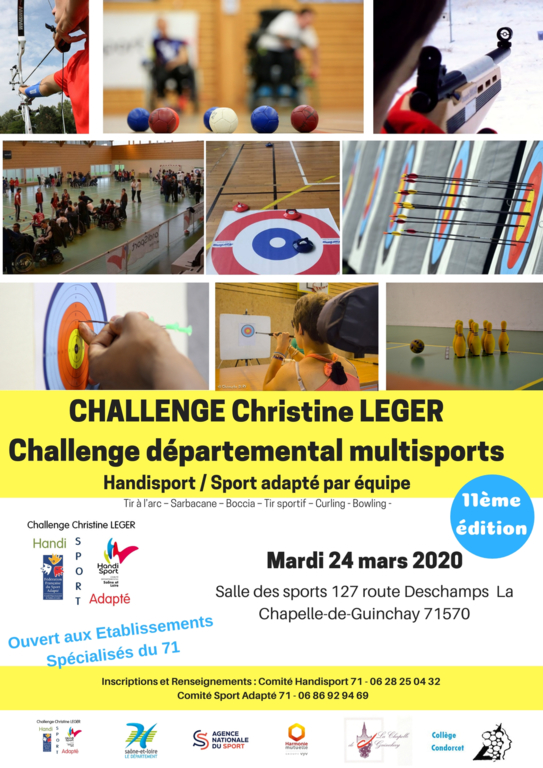 CHALLENGE Christine LEGER
Challenge départemental multisports
Handisport / Sport adapté par équipe
Tir à l'arc – Sarbacane – Boccia – Tir sportif – Curling - Bowling -
11ème
édition
Challenge Christine LEGER
Handi
SPORT
Adapté
Handi
Sport
Mardi 24 mars 2020
Salle des sports 127 route Deschamps La
Chapelle-de-Guinchay 71570
Ouvert aux Etablissements
Spécialisés du 71
Inscriptions et Renseignements : Comité Handisport 71 - 06 28 25 04 32
Comité Sport Adapté 71 - 06 86 92 94 69
Challenge Christine LEGER
Handi
SPORT
Adapté
saône-et-loire
LE DÉPARTEMENT
AGENCE
NATIONALE
DU SPORT
Harmonie
mutuelle
La Chapelle
de Guinchay
Collège
Condorcet